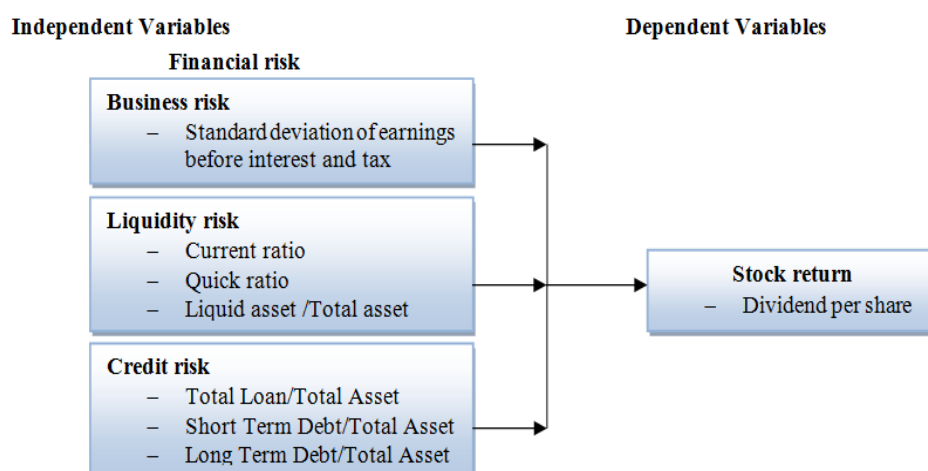 Independent Variables
Dependent Variables
Financial risk
Business risk
– Standard deviation of earnings
before interest and tax
Liquidity risk
– Current ratio
– Quick ratio
– Liquid asset /Total asset
Credit risk
– Total Loan/Total Asset
– Short Term Debt/Total Asset
– Long Term Debt/Total Asset
Stock return
– Dividend per share